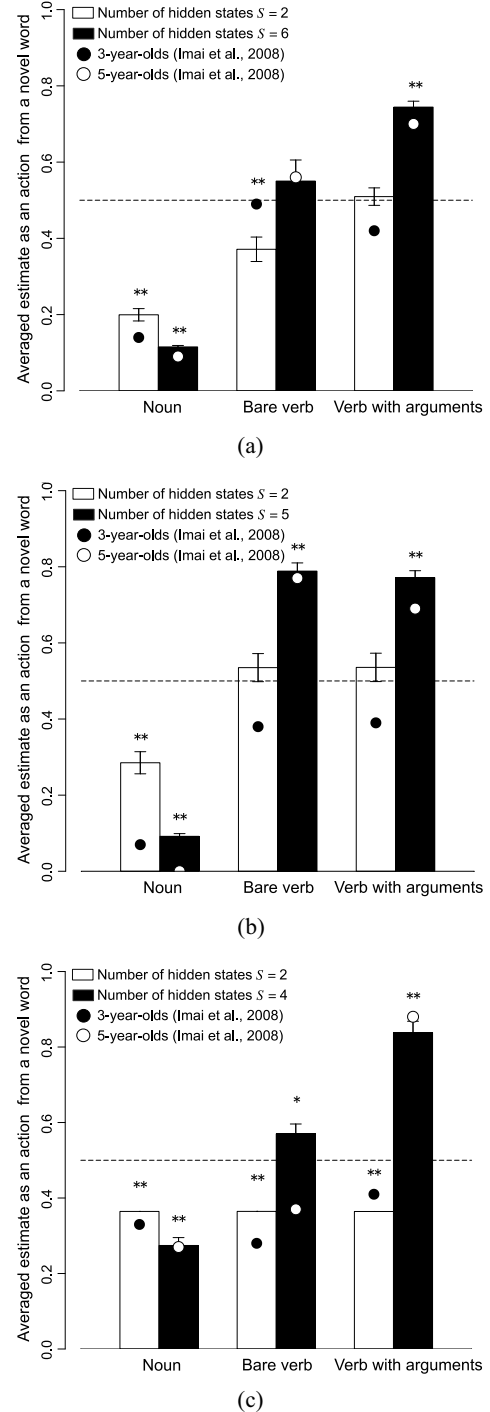 Averaged estimate as an action from a novel word
0.0 0.2 0.4 0.6 0.8 1.0
Number of hidden states S = 2
Number of hidden states S = 6
3-year-olds (Imai et al., 2008)
5-year-olds (Imai et al., 2008)
** ** ** **
Noun Bare verb Verb with arguments
(a)
Averaged estimate as an action from a novel word
0.0 0.2 0.4 0.6 0.8 1.0
Number of hidden states S = 2
Number of hidden states S = 5
3-year-olds (Imai et al., 2008)
5-year-olds (Imai et al., 2008)
** ** ** **
Noun Bare verb Verb with arguments
(b)
Averaged estimate as an action from a novel word
0.0 0.2 0.4 0.6 0.8 1.0
Number of hidden states S = 2
Number of hidden states S = 4
3-year-olds (Imai et al., 2008)
5-year-olds (Imai et al., 2008)
** ** ** * ** **
Noun Bare verb Verb with arguments
(c)